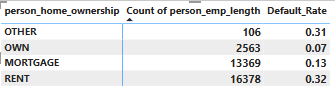 person_home_ownership Count of person_emp_length Default_Rate
OTHER 106 0.31
OWN 2563 0.07
MORTGAGE 13369 0.13
RENT 16378 0.32